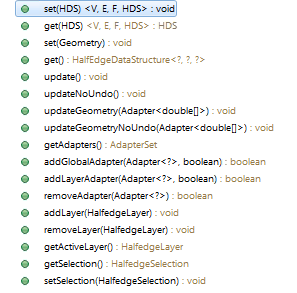 set(HDS) <V, E, F, HDS> : void
get(HDS) <V, E, F, HDS> : HDS
set(Geometry) : void
get() : HalfEdgeDataStructure<?, ?, ?>
update() : void
updateNoUndo() : void
updateGeometry(Adapter<double[]>) : void
updateGeometryNoUndo(Adapter<double[]>) : void
getAdapters() : AdapterSet
addGlobalAdapter(Adapter<?>, boolean) : boolean
addLayerAdapter(Adapter<?>, boolean) : boolean
removeAdapter(Adapter<?>) : boolean
addLayer(HalfedgeLayer) : void
removeLayer(HalfedgeLayer) : void
getActiveLayer() : HalfedgeLayer
getSelection() : HalfedgeSelection
setSelection(HalfedgeSelection) : void